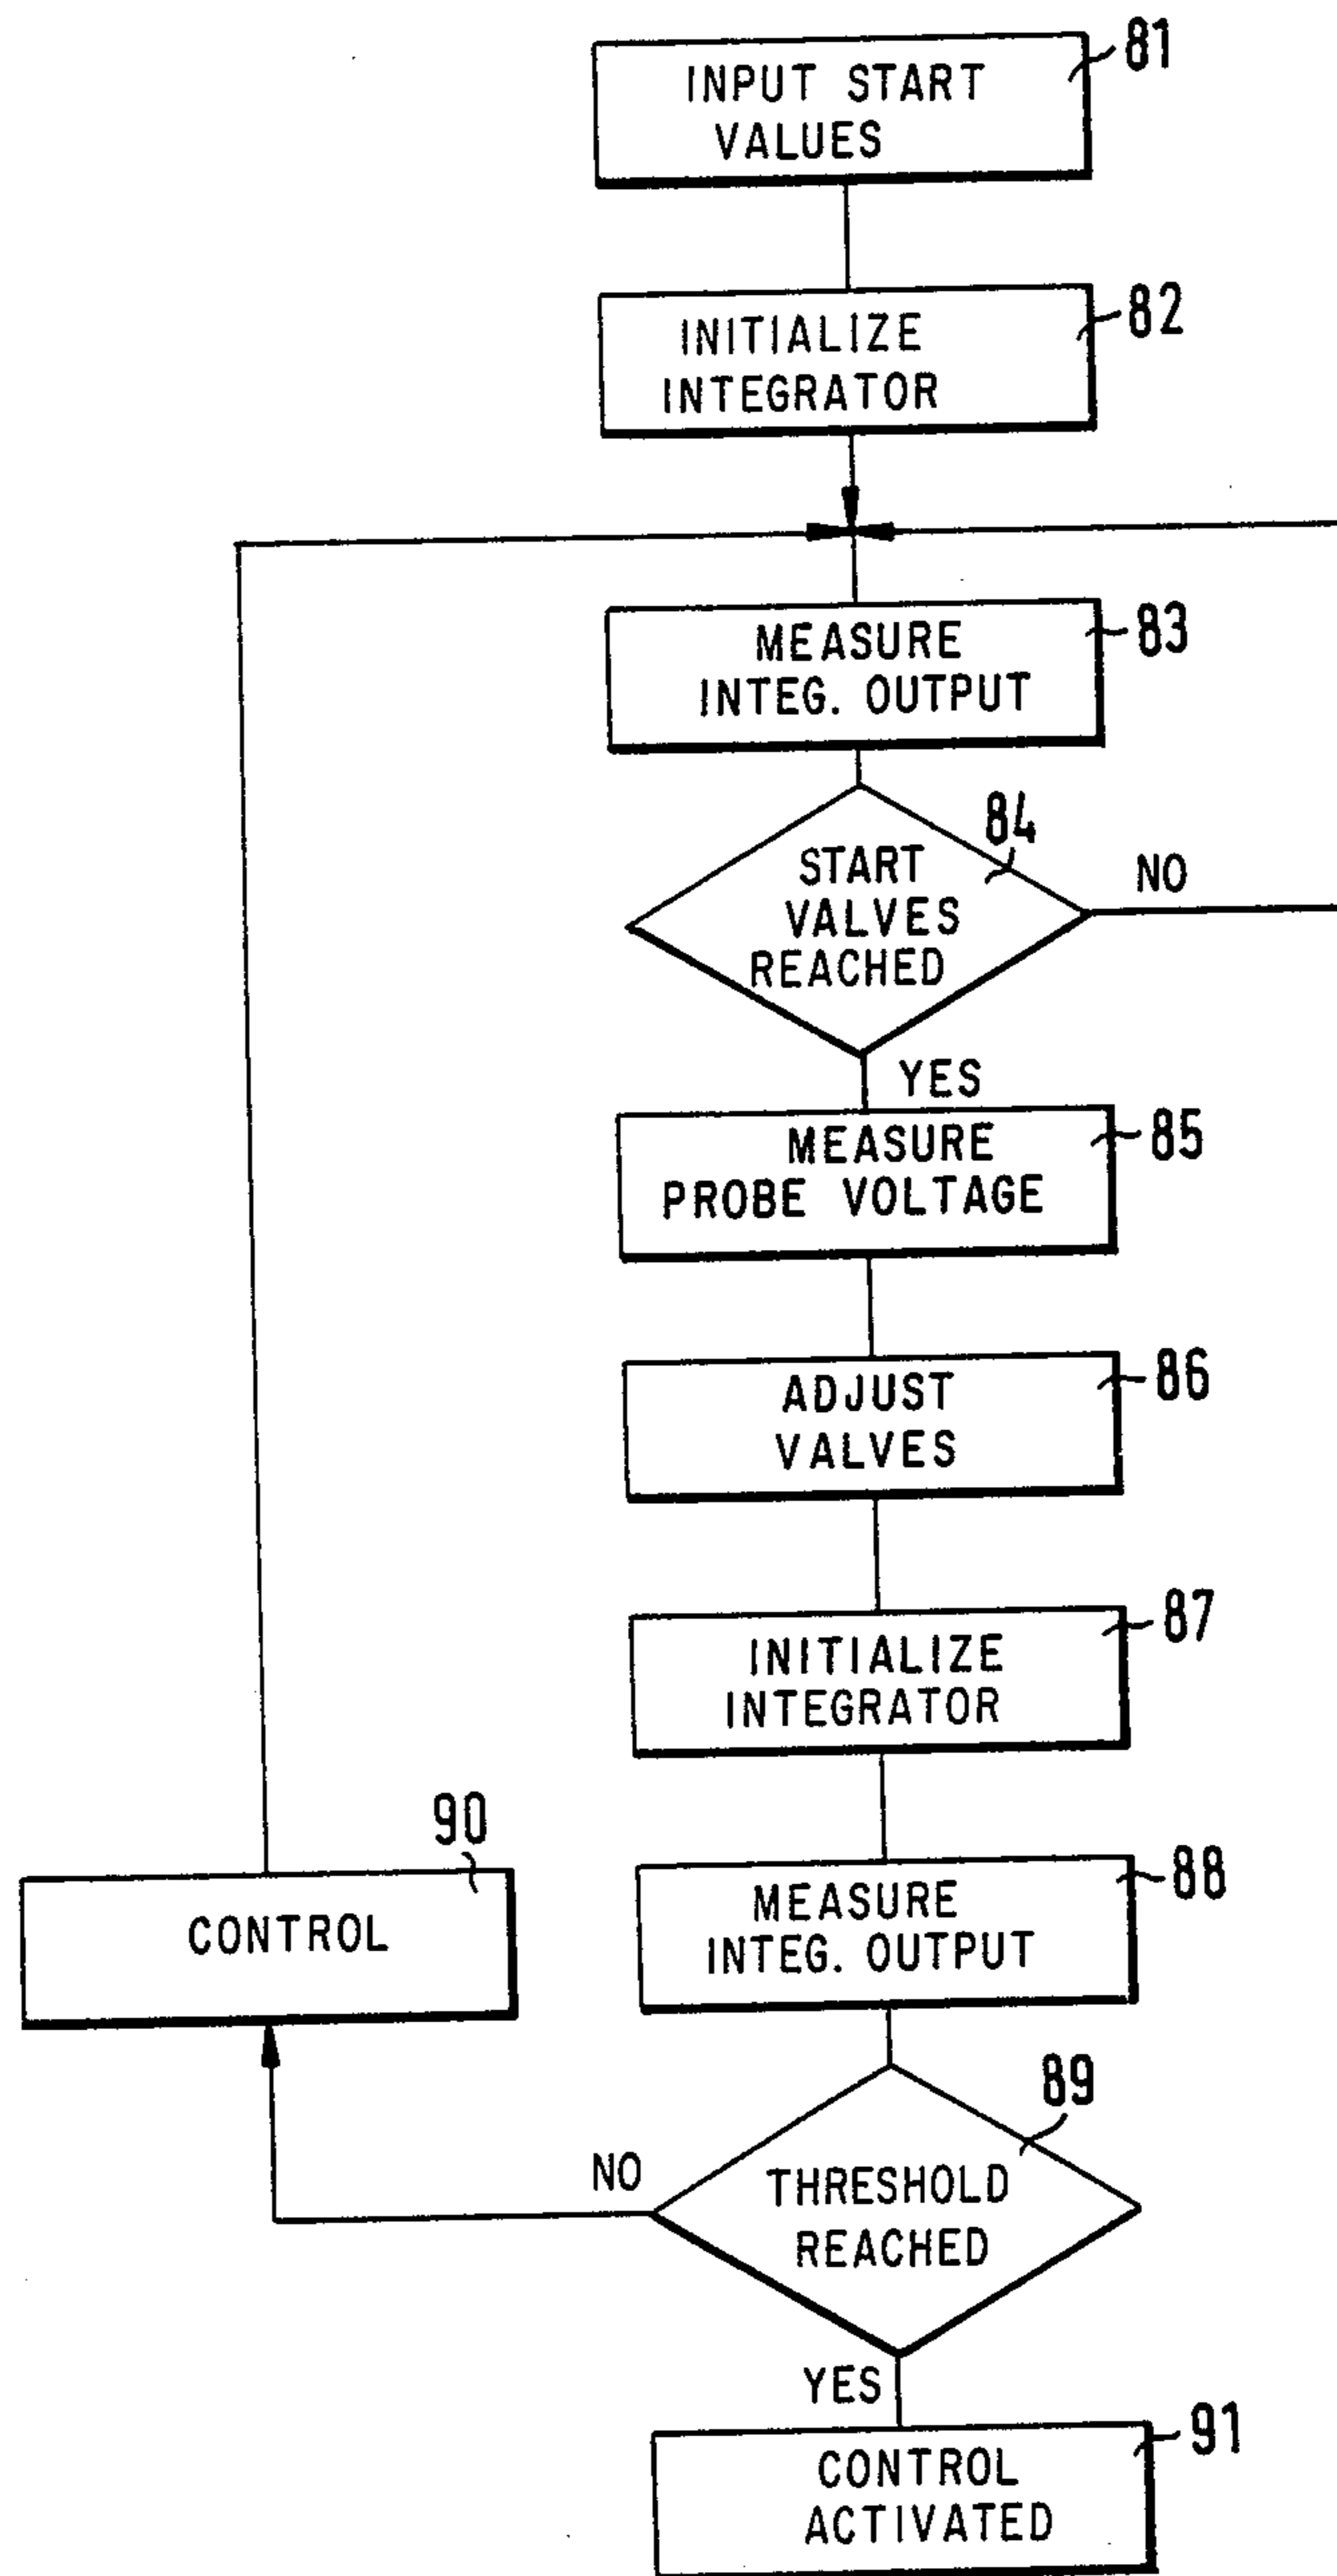 81
INPUT START
VALUES
82
INITIALIZE
INTEGRATOR
83
MEASURE
INTEG. OUTPUT
84
START
VALVES
REACHED
NO
YES
85
MEASURE
PROBE VOLTAGE
86
ADJUST
VALVES
87
INITIALIZE
INTEGRATOR
88
MEASURE
INTEG. OUTPUT
90
CONTROL
89
THRESHOLD
REACHED
NO
YES
91
CONTROL
ACTIVATED